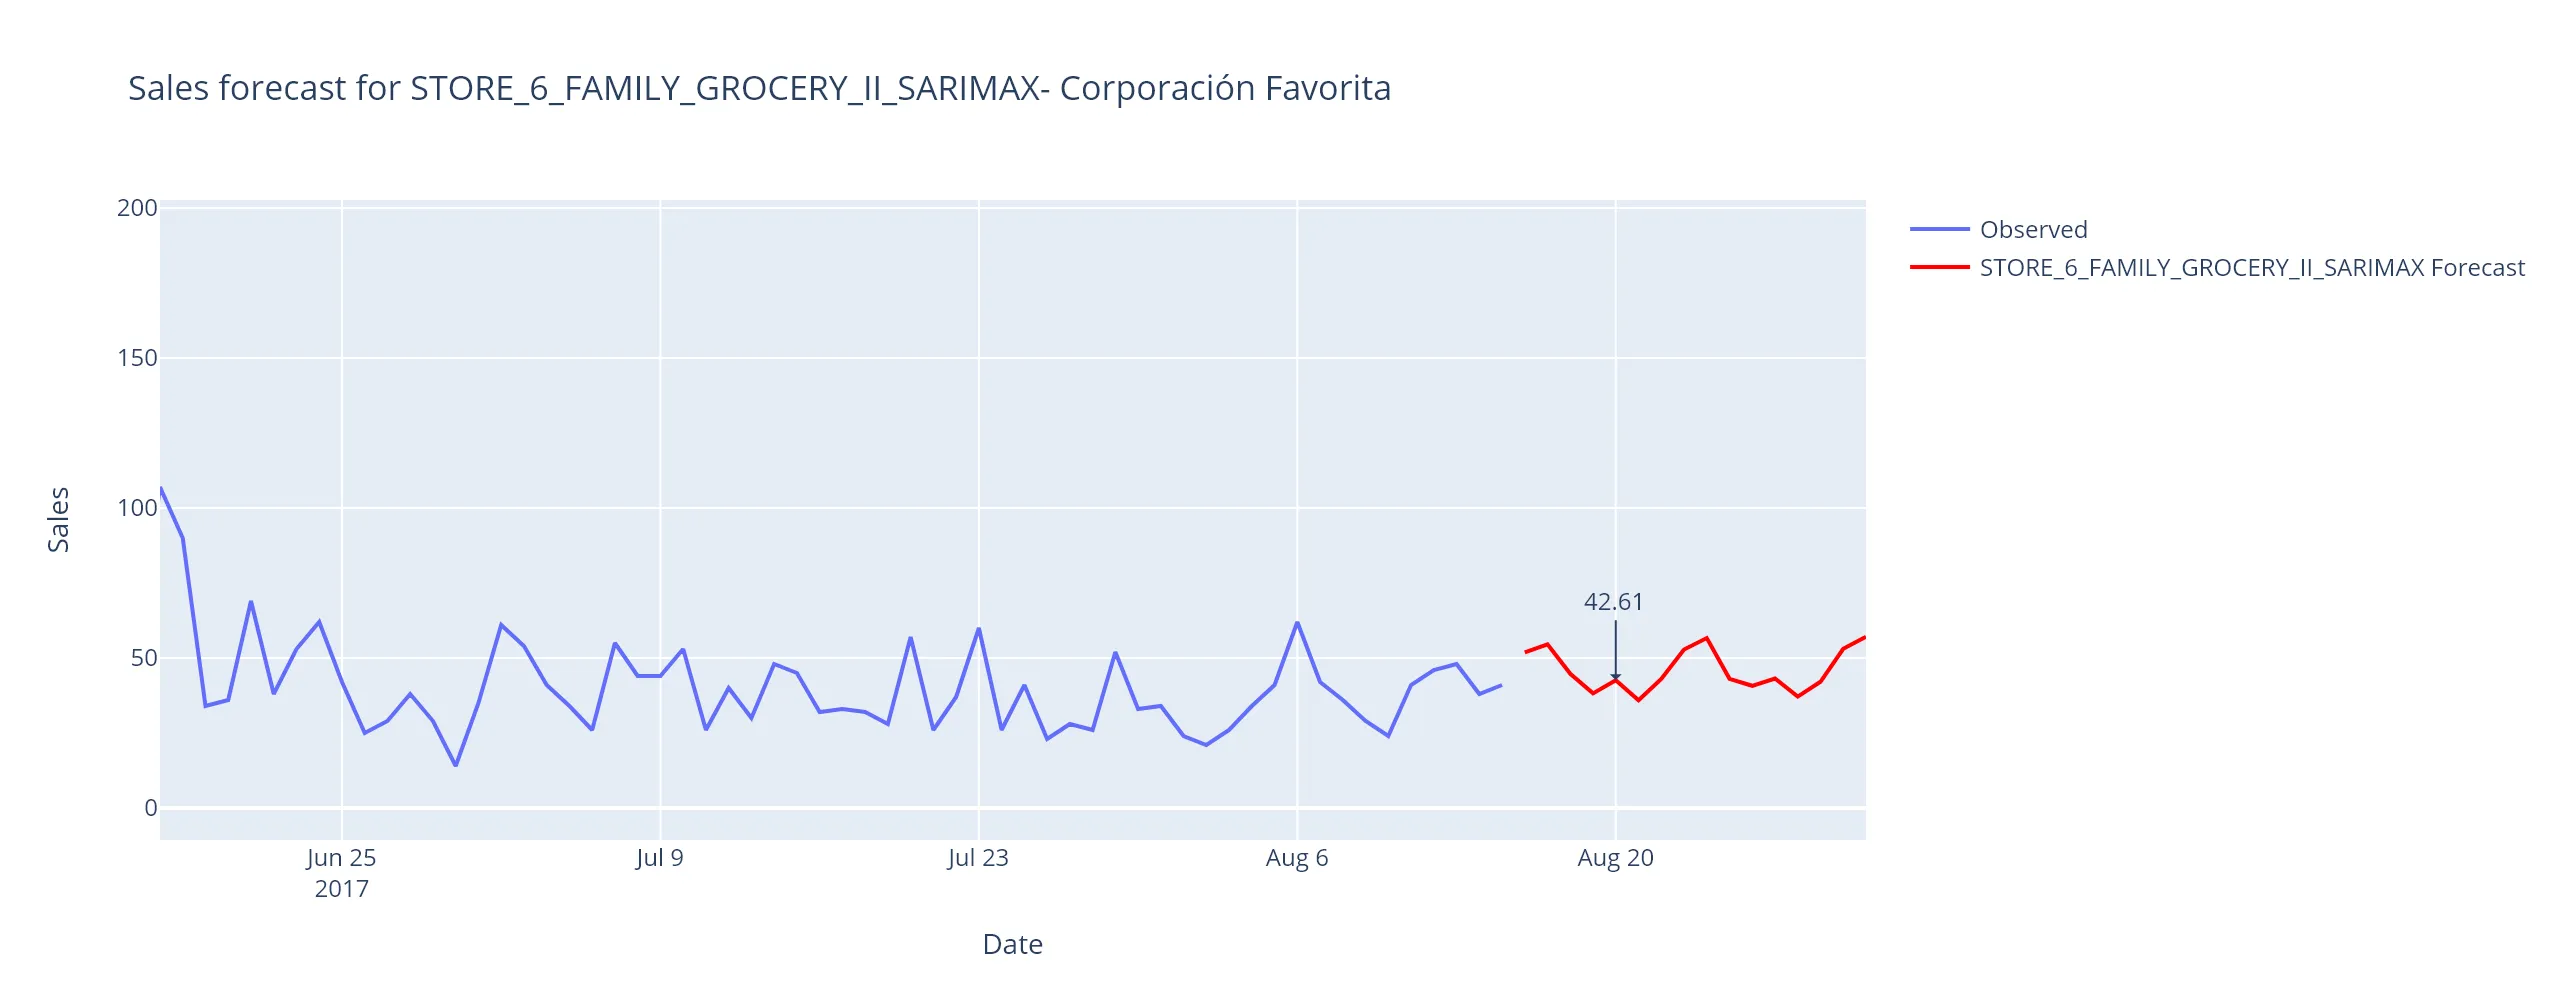 Sales forecast for STORE_6_FAMILY_GROCERY_II_SARIMAX- Corporación Favorita
Observed
STORE_6_FAMILY_GROCERY_II_SARIMAX Forecast
200
150
100
50
0
Sales
42.61
Jun 25
2017
Jul 9
Jul 23
Aug 6
Aug 20
Date